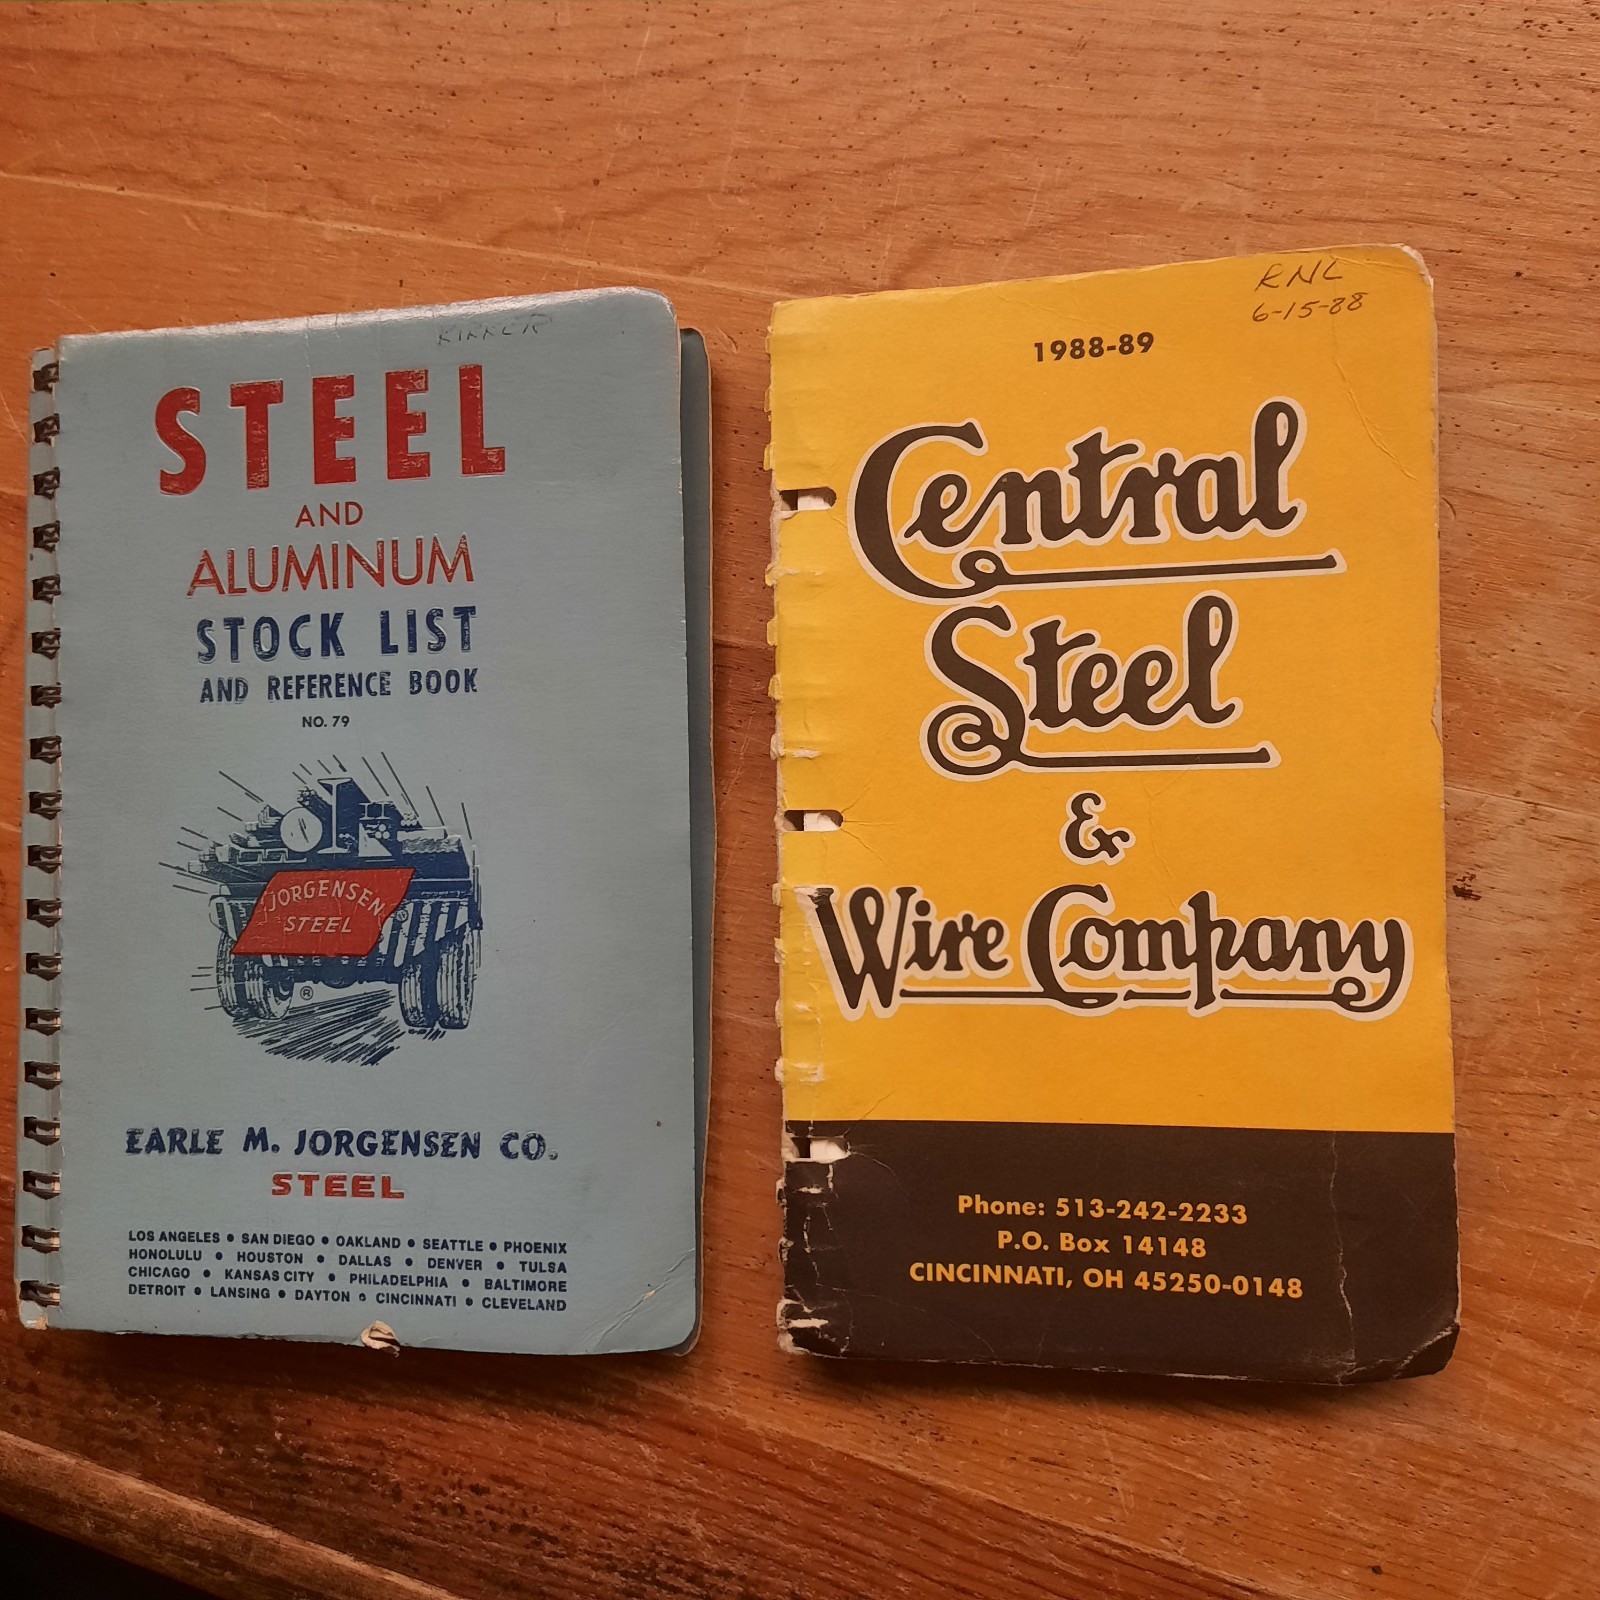 KIRKER
STEEL
AND
ALUMINUM
STOCK LIST
AND REFERENCE BOOK
NO. 79
JORGENSEN
STEEL
®
EARLE M. JORGENSEN CO.
STEEL
LOS ANGELES • SAN DIEGO • OAKLAND • SEATTLE • PHOENIX
HONOLULU • HOUSTON • DALLAS • DENVER • TULSA
CHICAGO • KANSAS CITY • PHILADELPHIA • BALTIMORE
DETROIT • LANSING • DAYTON • CINCINNATI • CLEVELAND
RNL
6-15-88
1988-89
Central
Steel
&
Wire Company
Phone: 513-242-2233
P.O. Box 14148
CINCINNATI, OH 45250-0148